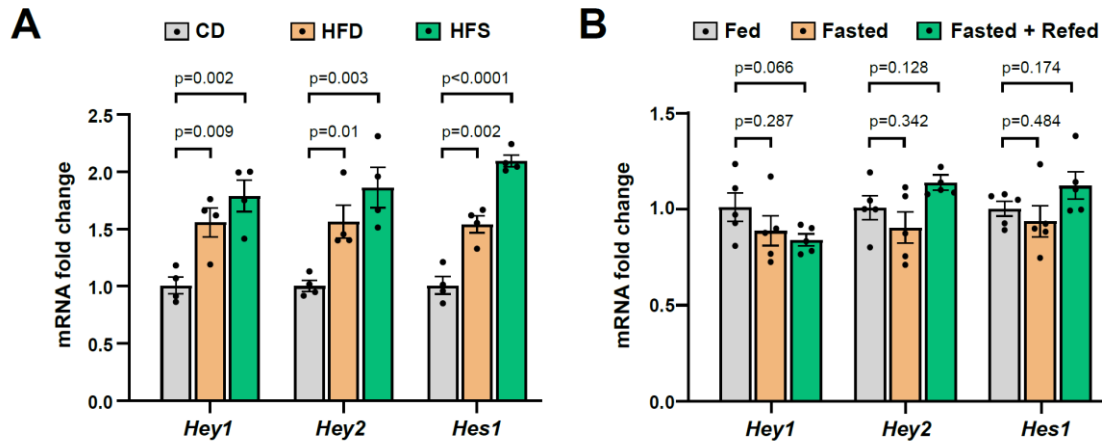 A
CD HFD HFS
p=0.002 p=0.003 p<0.0001
p=0.009 p=0.01 p=0.002
mRNA fold change
2.5
2.0
1.5
1.0
0.5
0.0
Hey1 Hey2 Hes1
B
Fed Fasted Fasted + Refed
p=0.066 p=0.128 p=0.174
p=0.287 p=0.342 p=0.484
mRNA fold change
1.5
1.0
0.5
0.0
Hey1 Hey2 Hes1